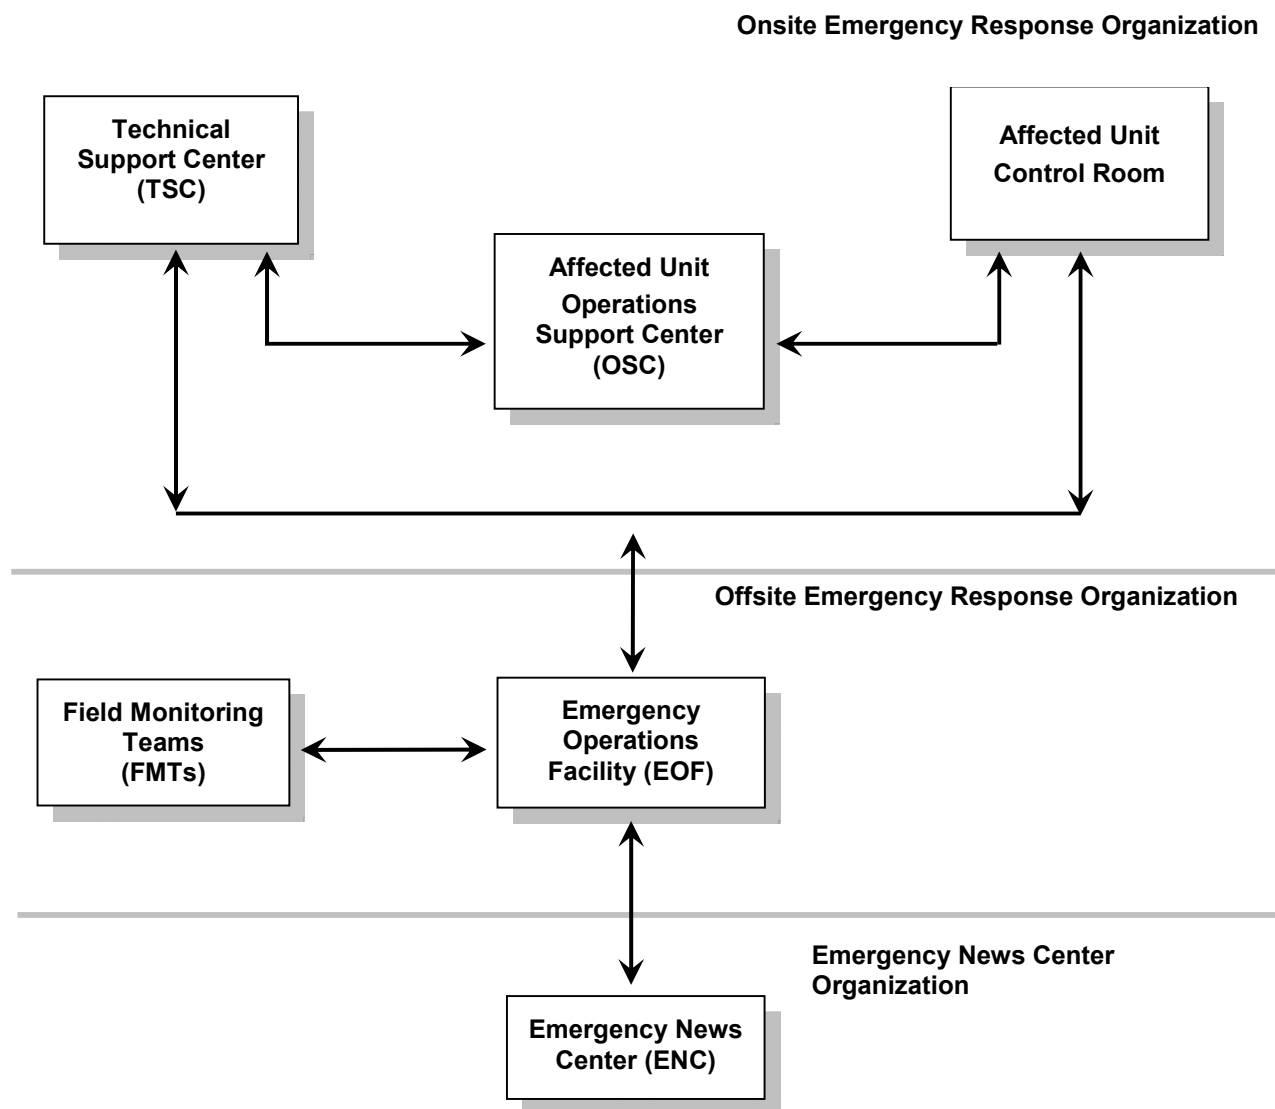 Onsite Emergency Response Organization
Technical
Support Center
(TSC)
Affected Unit
Control Room
Affected Unit
Operations
Support Center
(OSC)
Offsite Emergency Response Organization
Field Monitoring
Teams
(FMTs)
Emergency
Operations
Facility (EOF)
Emergency News Center
Organization
Emergency News
Center (ENC)